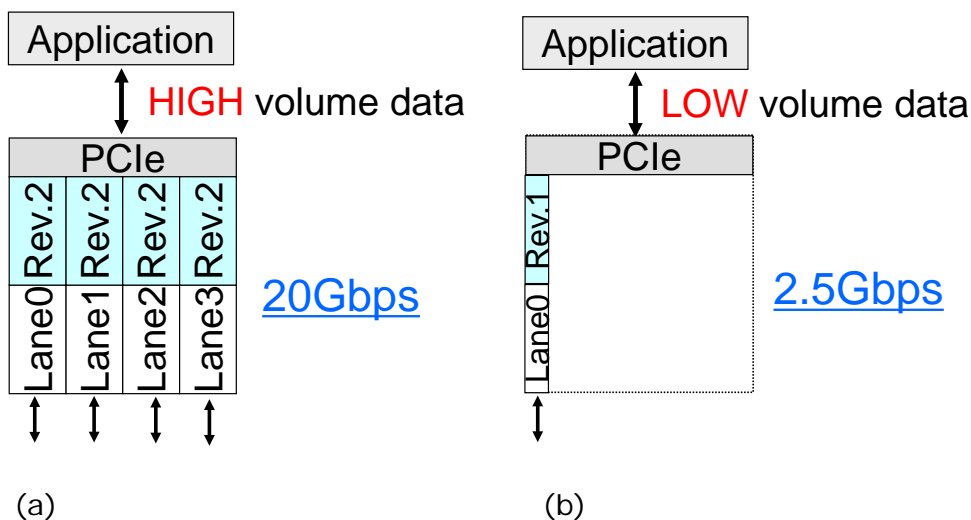 Application
HIGH volume data
PCIe
Rev.2
Rev.2
Rev.2
Rev.2
Lane0
Lane1
Lane2
Lane3
20Gbps
(a)
Application
LOW volume data
PCIe
Rev.1
Lane0
2.5Gbps
(b)